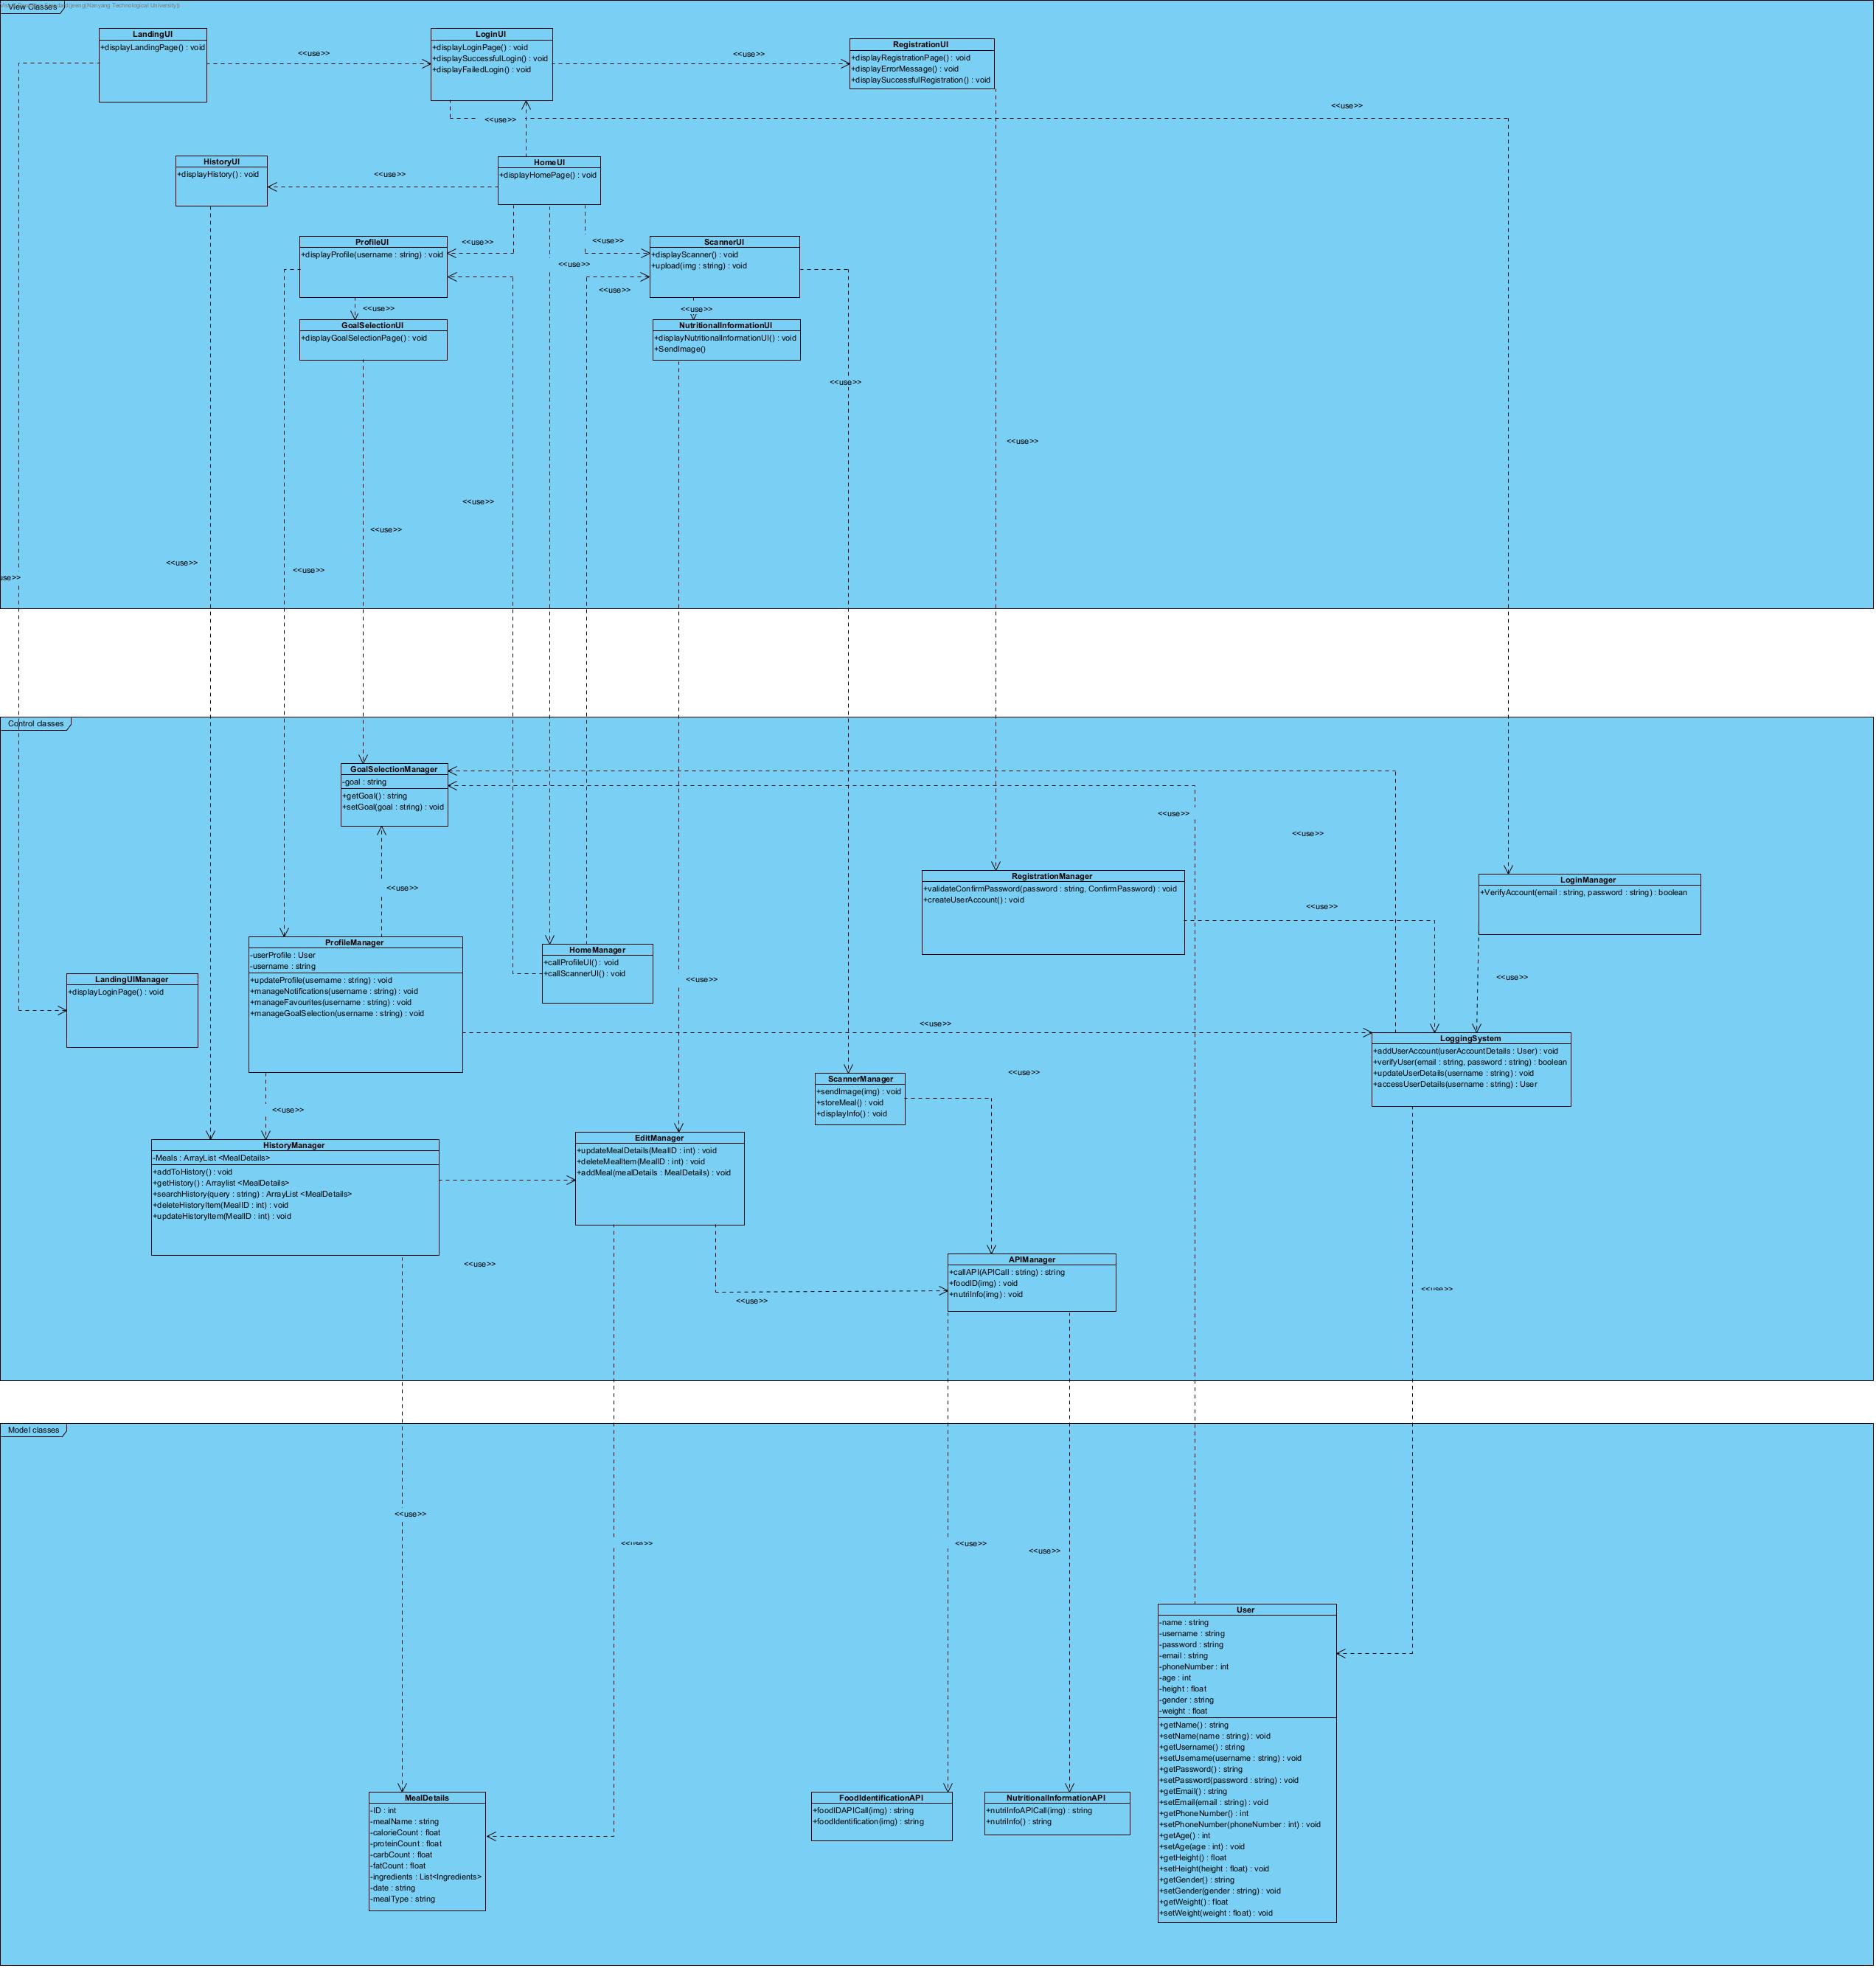 View Classes
LandingUI
+displayLandingPage() : void
<<use>>
LoginUI
+displayLoginPage() : void
+displaySuccessfulLogin() : void
+displayFailedLogin() : void
<<use>>
RegistrationUI
+displayRegistrationPage() : void
+displayErrorMessage() : void
+displaySuccessfulRegistration() : void
<<use>>
<<use>>
HistoryUI
+displayHistory() : void
<<use>>
HomeUI
+displayHomePage() : void
ProfileUI
+displayProfile(username : string) : void
<<use>>
<<use>>
<<use>>
<<use>>
ScannerUI
+displayScanner() : void
+upload(img : string) : void
<<use>>
<<use>>
GoalSelectionUI
+displayGoalSelectionPage() : void
NutritionalInformationUI
+displayNutritionalInformationUI() : void
+SendImage()
<<use>>
<<use>>
<<use>>
<<use>>
<<use>>
<<use>>
use>>
Control classes
GoalSelectionManager
-goal : string
+getGoal() : string
+setGoal(goal : string) : void
<<use>>
<<use>>
<<use>>
RegistrationManager
+validateConfirmPassword(password : string, ConfirmPassword) : void
+createUserAccount() : void
<<use>>
LoginManager
+VerifyAccount(email : string, password : string) : boolean
<<use>>
ProfileManager
-userProfile : User
-username : string
+updateProfile(username : string) : void
+manageNotifications(username : string) : void
+manageFavourites(username : string) : void
+manageGoalSelection(username : string) : void
HomeManager
+callProfileUI() : void
+callScannerUI() : void
<<use>>
LandingUIManager
+displayLoginPage() : void
<<use>>
LoggingSystem
+addUserAccount(userAccountDetails : User) : void
+verifyUser(email : string, password : string) : boolean
+updateUserDetails(username : string) : void
+accessUserDetails(username : string) : User
ScannerManager
+sendImage(img) : void
+storeMeal() : void
+displayInfo() : void
<<use>>
<<use>>
HistoryManager
-Meals : ArrayList <MealDetails>
+addToHistory() : void
+getHistory() : Arraylist <MealDetails>
+searchHistory(query : string) : ArrayList <MealDetails>
+deleteHistoryItem(MealID : int) : void
+updateHistoryItem(MealID : int) : void
EditManager
+updateMealDetails(MealID : int) : void
+deleteMealItem(MealID : int) : void
+addMeal(mealDetails : MealDetails) : void
<<use>>
<<use>>
APIManager
+callAPI(APICall : string) : string
+foodID(img) : void
+nutriInfo(img) : void
<<use>>
Model classes
<<use>>
<<use>>
<<use>>
<<use>>
MealDetails
-ID : int
-mealName : string
-calorieCount : float
-proteinCount : float
-carbCount : float
-fatCount : float
-ingredients : List<Ingredients>
-date : string
-mealType : string
FoodIdentificationAPI
+foodIDAPICall(img) : string
+foodIdentification(img) : string
NutritionalInformationAPI
+nutriInfoAPICall(img) : string
+nutriInfo() : string
User
-name : string
-username : string
-password : string
-email : string
-phoneNumber : int
-age : int
-height : float
-gender : string
-weight : float
+getName() : string
+setName(name : string) : void
+getUsername() : string
+setUsername(username : string) : void
+getPassword() : string
+setPassword(password : string) : void
+getEmail() : string
+setEmail(email : string) : void
+getPhoneNumber() : int
+setPhoneNumber(phoneNumber : int) : void
+getAge() : int
+setAge(age : int) : void
+getHeight() : float
+setHeight(height : float) : void
+getGender() : string
+setGender(gender : string) : void
+getWeight() : float
+setWeight(weight : float) : void